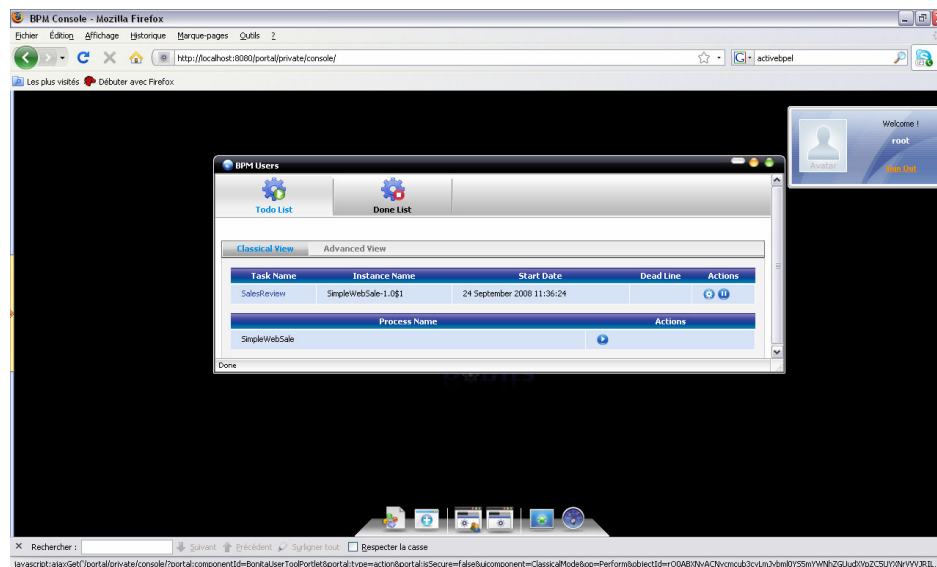 BPM Console - Mozilla Firefox
Fichier Édition Affichage Historique Marque-pages Outils ?
http://localhost:8080/portal/private/console/ activebpel
Les plus visités Débuter avec Firefox
Welcome !
root
Avatar
BPM Users
Todo List Done List
Classical View Advanced View
Task Name Instance Name Start Date Dead Line Actions
SalesReview SimpleWebSale-1.0$1 24 September 2008 11:36:24
Process Name Actions
SimpleWebSale
Done
Rechercher : Suivant Précédent Surligner tout Respecter la casse